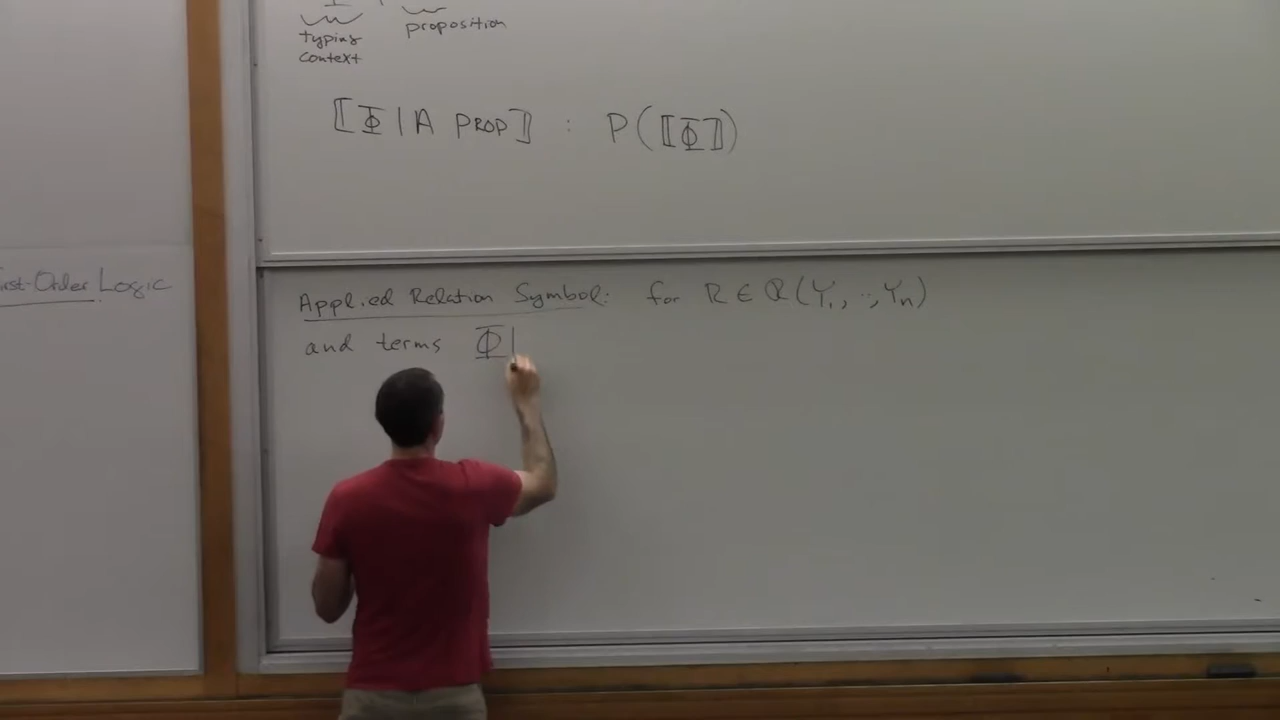 proposition
typing
context
⟦Φ | A PROP⟧ : P(⟦Φ⟧)
First-Order Logic
Applied Relation Symbol: for R ∈ R(Y₁, .., Yₙ)
and terms Φ |